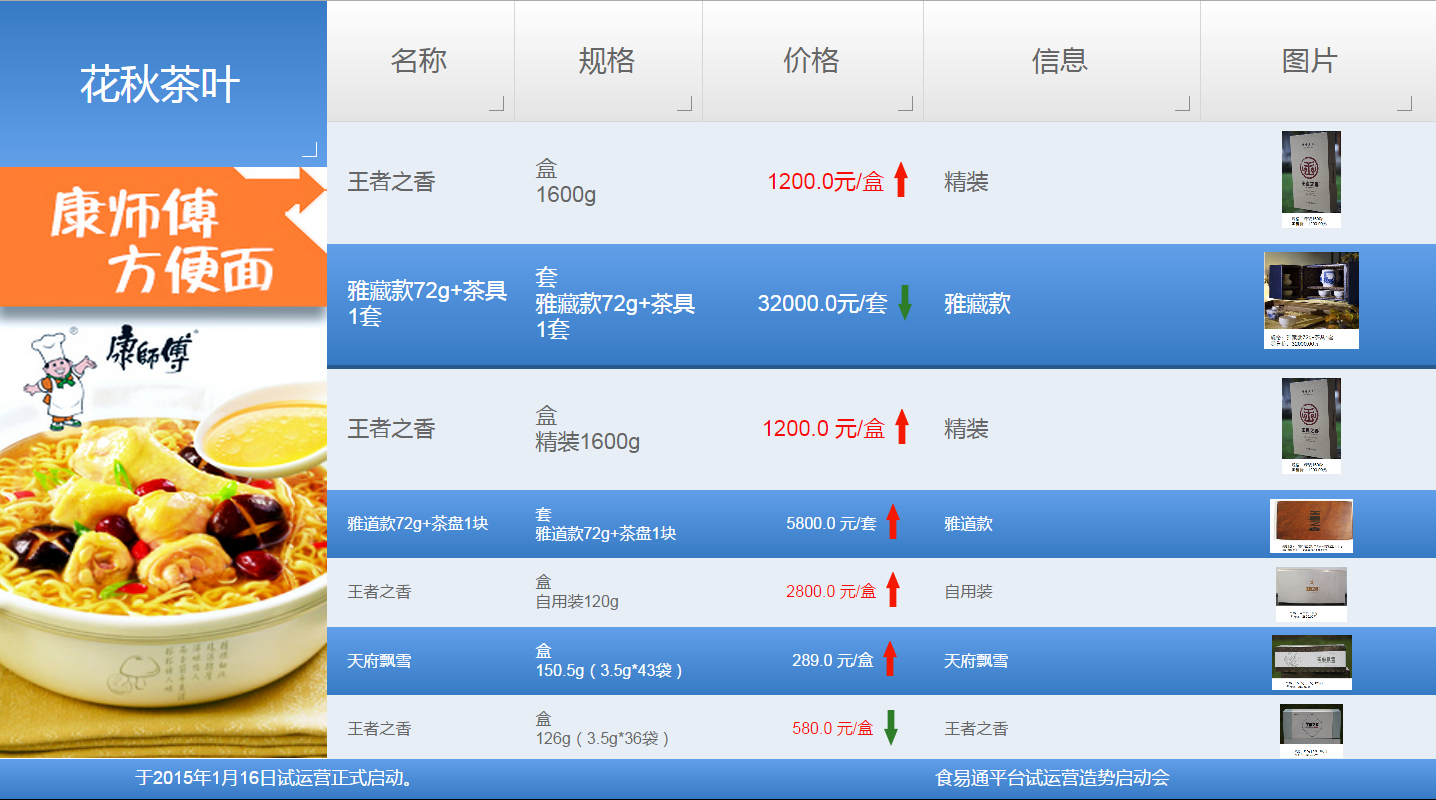 花秋茶叶
名称
规格
价格
信息
图片
康师傅
方便面
康師傅
王者之香
盒
1600g
1200.0元/盒
精装
雅藏款72g+茶具
1套
套
雅藏款72g+茶具
1套
32000.0元/套
雅藏款
王者之香
盒
精装1600g
1200.0 元/盒
精装
雅道款72g+茶盘1块
套
雅道款72g+茶盘1块
5800.0 元/套
雅道款
王者之香
盒
自用装120g
2800.0 元/盒
自用装
天府飘雪
盒
150.5g（3.5g*43袋）
289.0 元/盒
天府飘雪
王者之香
盒
126g（3.5g*36袋）
580.0 元/盒
王者之香
于2015年1月16日试运营正式启动。
食易通平台试运营造势启动会